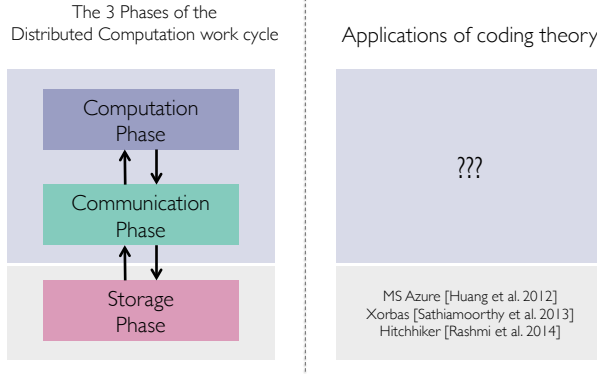 The 3 Phases of the
Distributed Computation work cycle
Computation
Phase
Communication
Phase
Storage
Phase
Applications of coding theory
???
MS Azure [Huang et al. 2012]
Xorbas [Sathiamoorthy et al. 2013]
Hitchhiker [Rashmi et al. 2014]